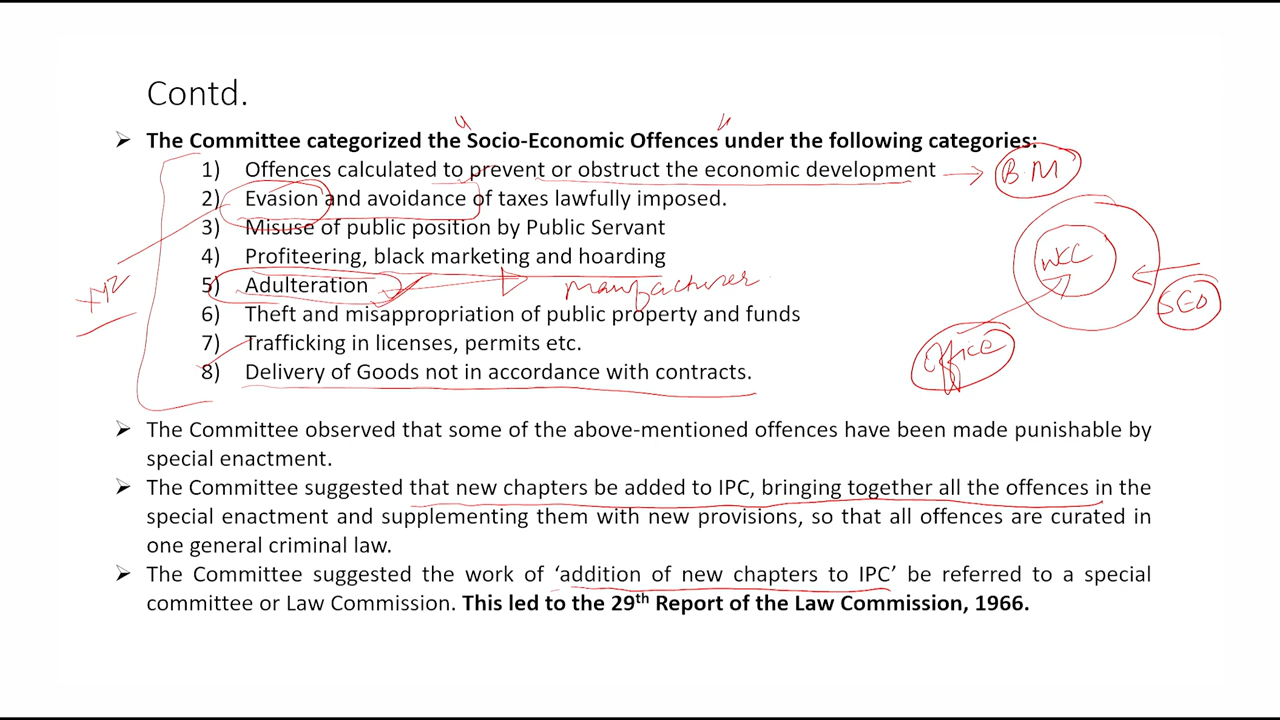 Contd.
➢ The Committee categorized the Socio-Economic Offences under the following categories:
1) Offences calculated to prevent or obstruct the economic development
B.M
2) Evasion and avoidance of taxes lawfully imposed.
3) Misuse of public position by Public Servant
4) Profiteering, black marketing and hoarding
WCC
5) Adulteration
manufacturer
XYZ
SEO
6) Theft and misappropriation of public property and funds
7) Trafficking in licenses, permits etc.
office
8) Delivery of Goods not in accordance with contracts.
➢ The Committee observed that some of the above-mentioned offences have been made punishable by
special enactment.
➢ The Committee suggested that new chapters be added to IPC, bringing together all the offences in the
special enactment and supplementing them with new provisions, so that all offences are curated in
one general criminal law.
➢ The Committee suggested the work of ‘addition of new chapters to IPC’ be referred to a special
committee or Law Commission. This led to the 29th Report of the Law Commission, 1966.